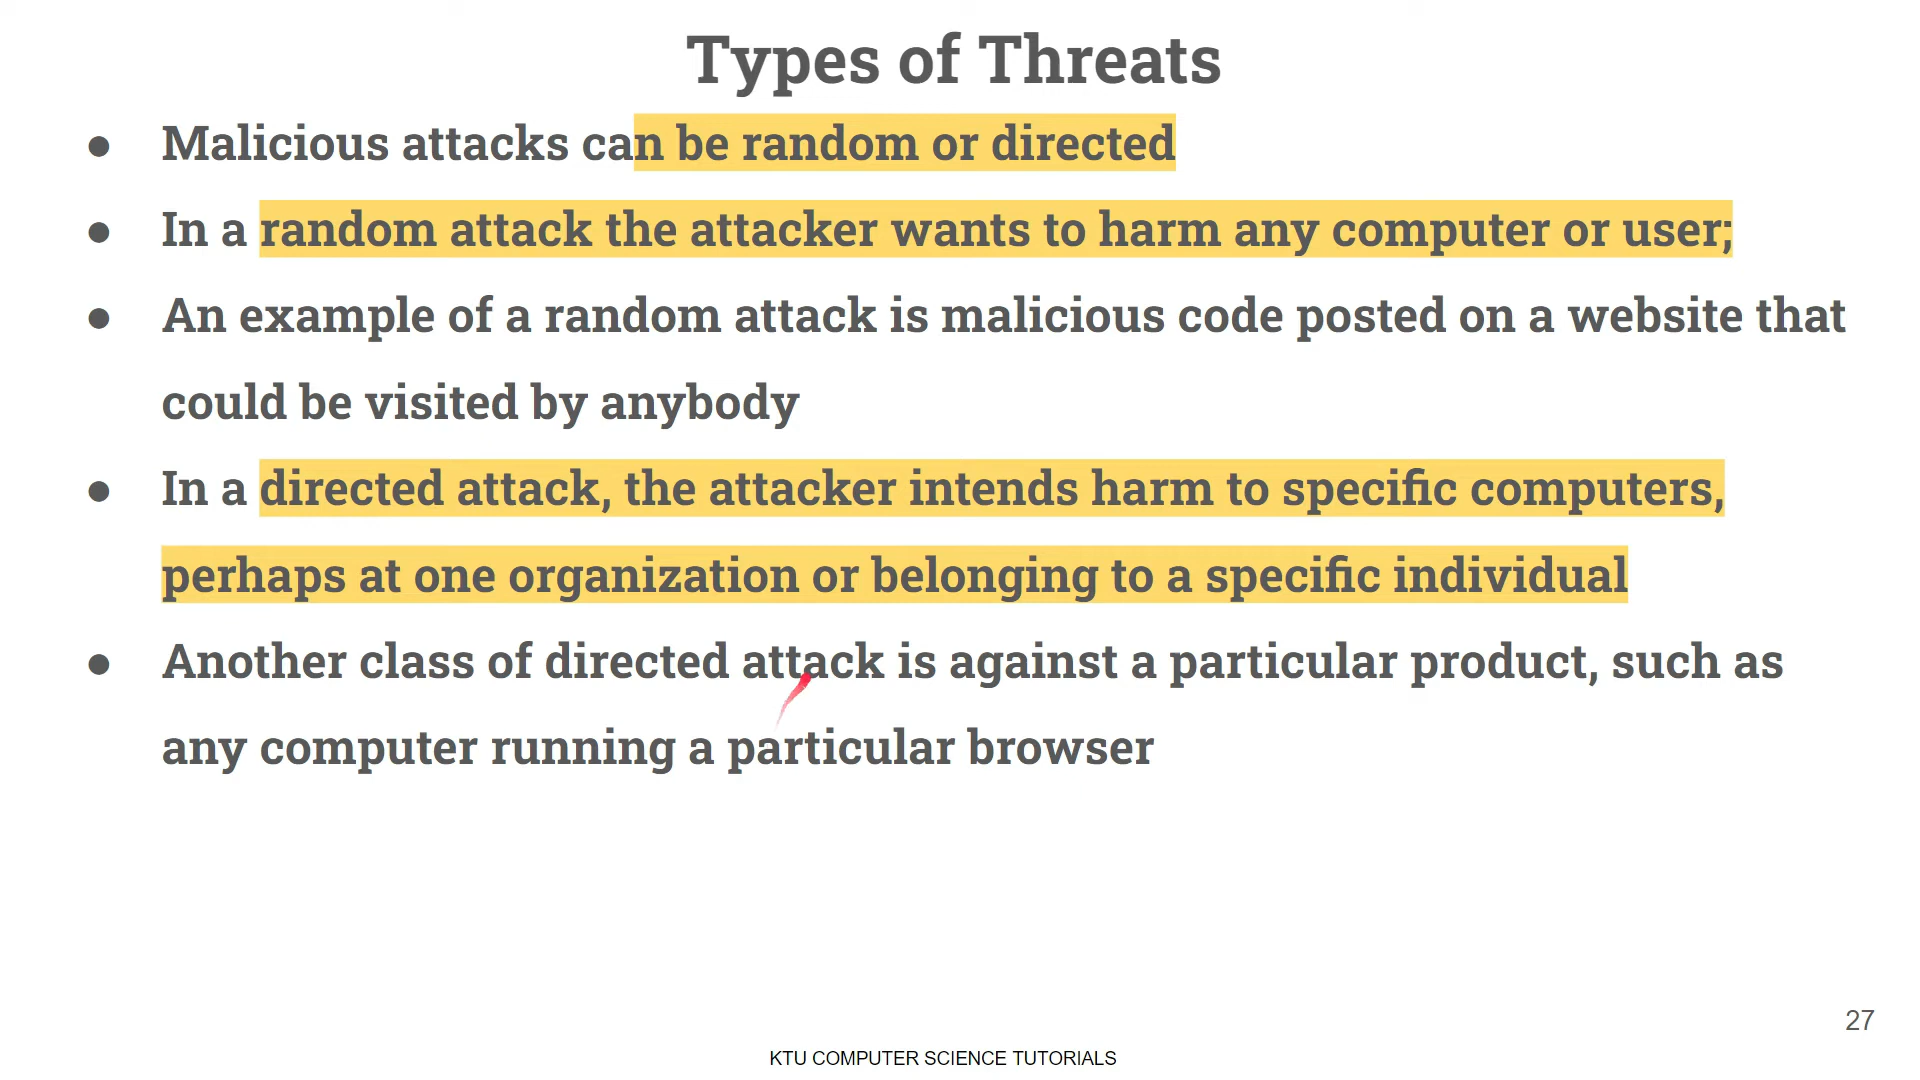 Types of Threats
● Malicious attacks can be random or directed
● In a random attack the attacker wants to harm any computer or user;
● An example of a random attack is malicious code posted on a website that
could be visited by anybody
● In a directed attack, the attacker intends harm to specific computers,
perhaps at one organization or belonging to a specific individual
● Another class of directed attack is against a particular product, such as
any computer running a particular browser
27
KTU COMPUTER SCIENCE TUTORIALS